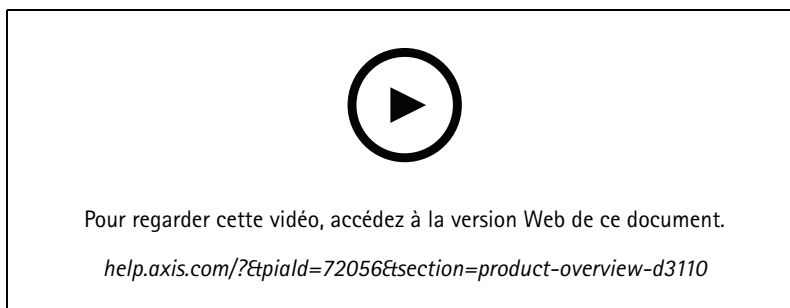 Pour regarder cette vidéo, accédez à la version Web de ce document.
help.axis.com/?&piaId=72056&section=product-overview-d3110